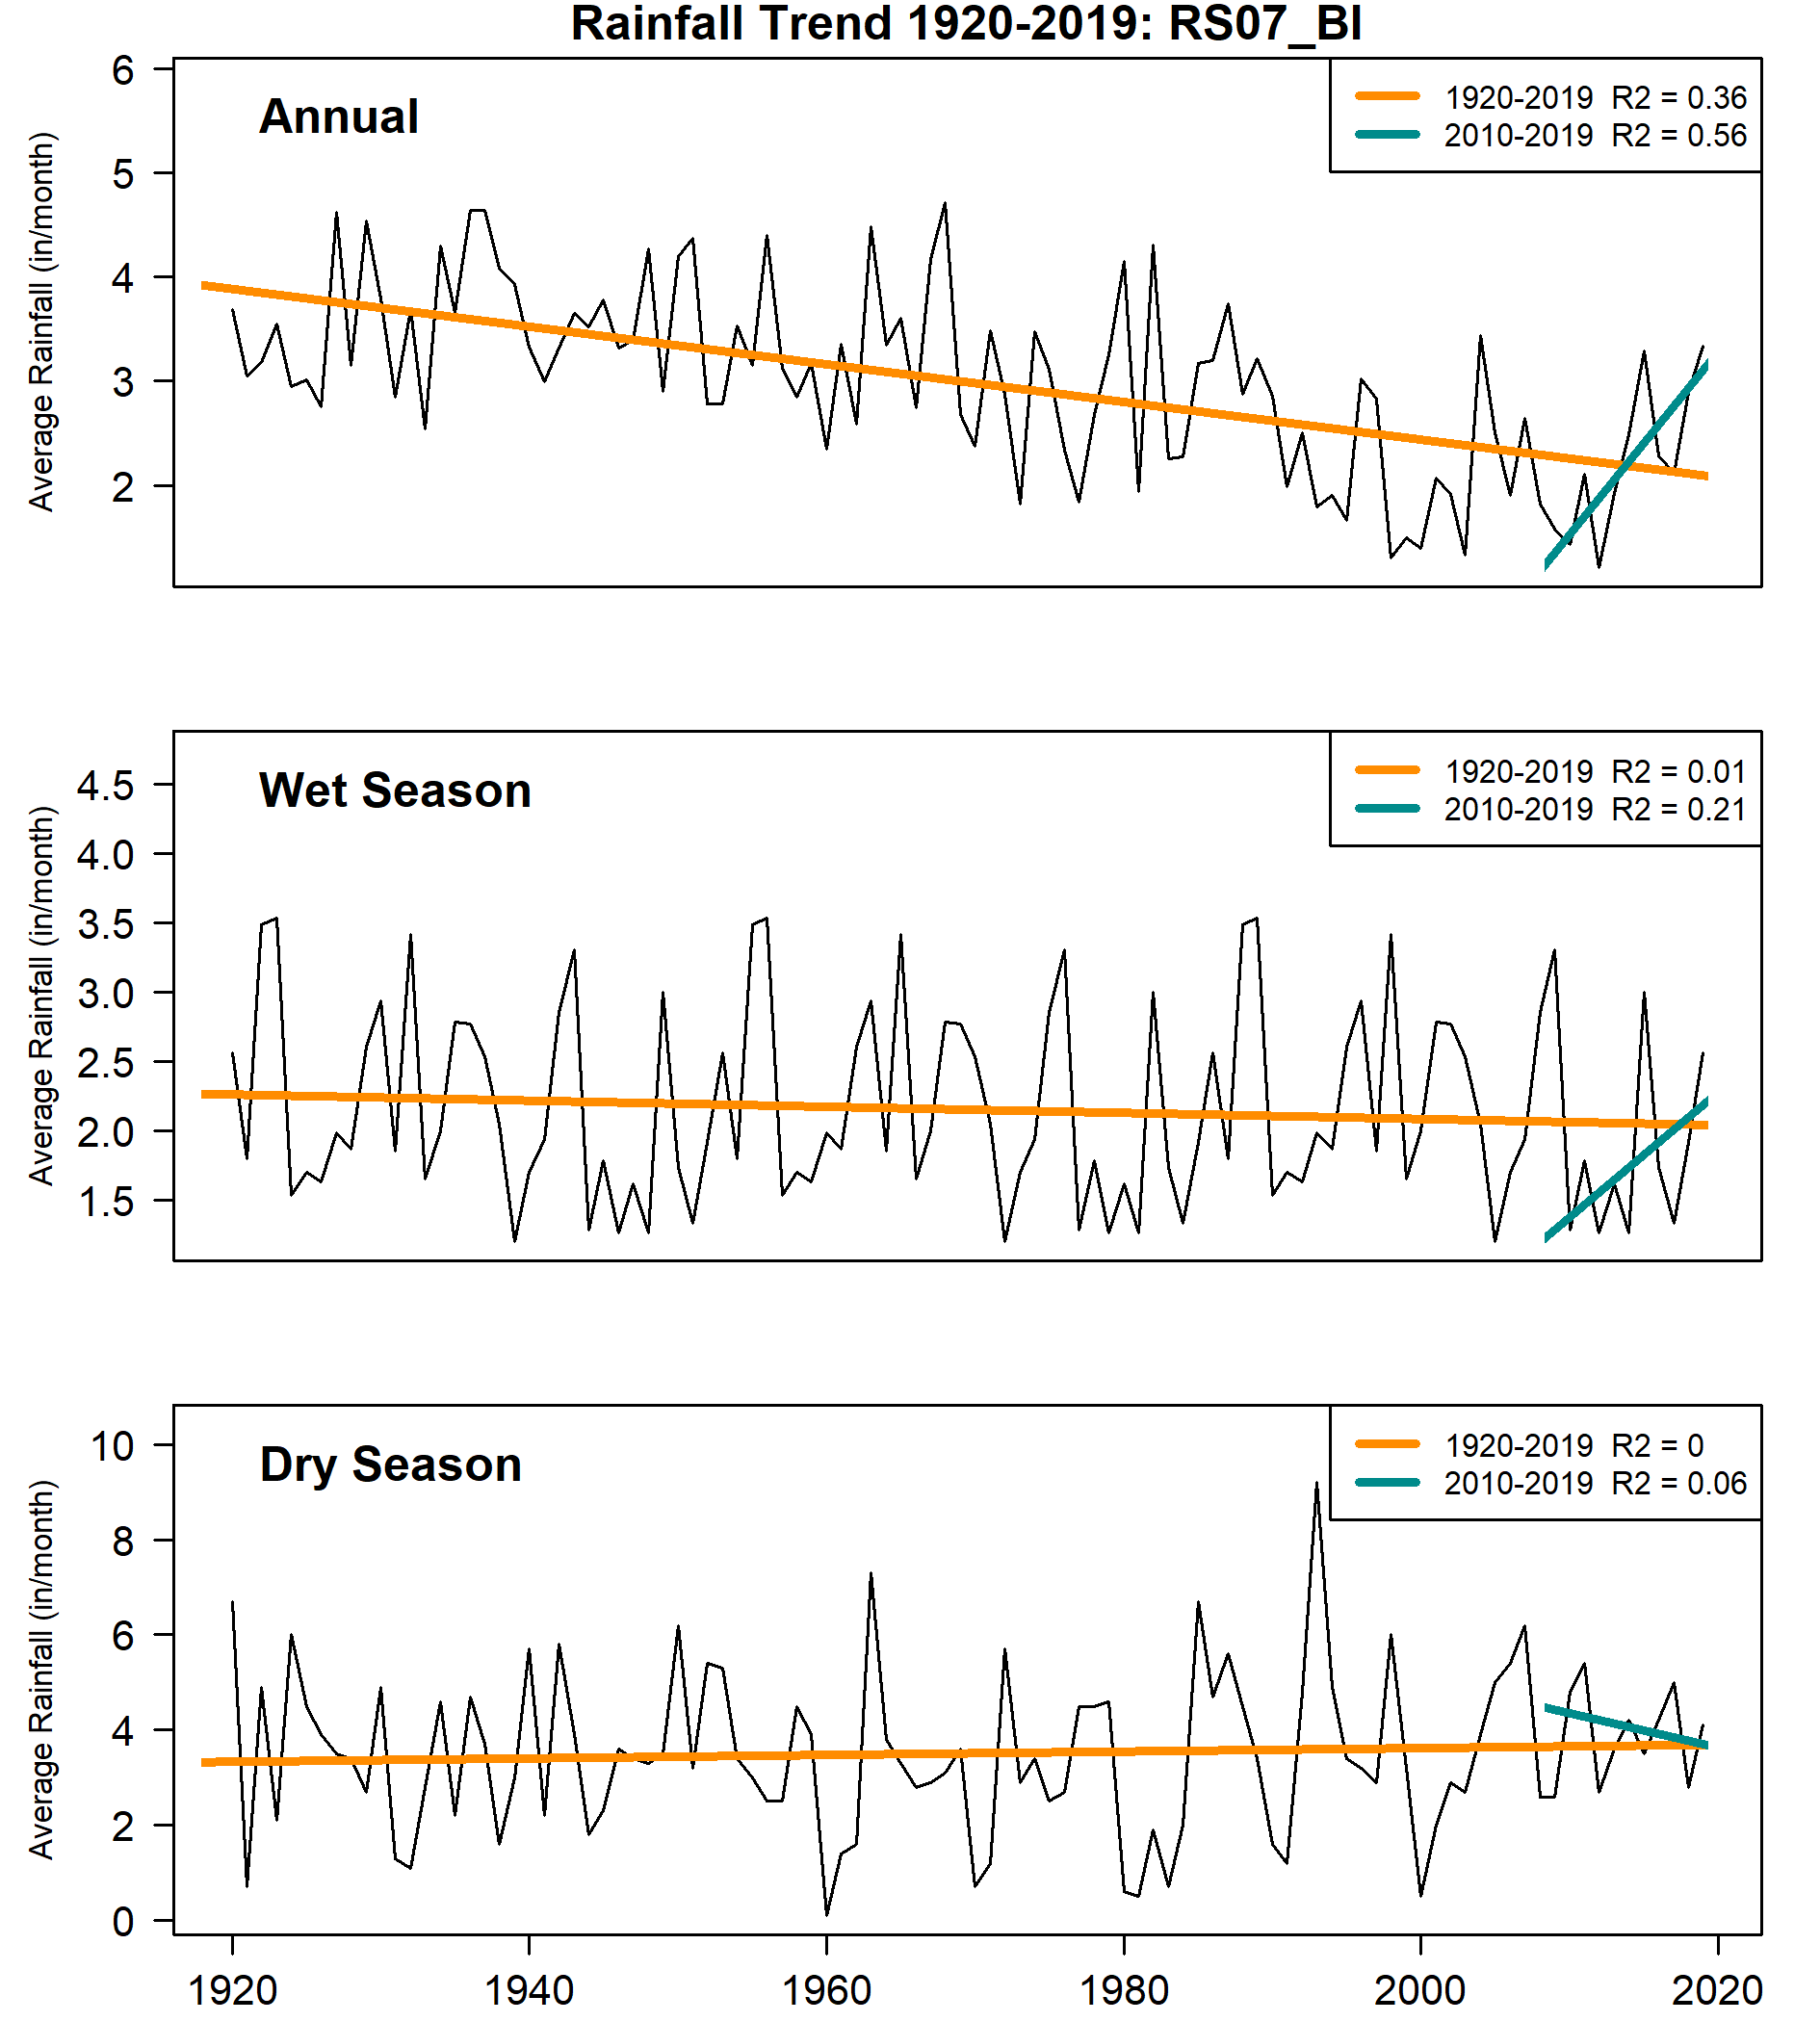 Rainfall Trend 1920-2019: RS07_BI
Annual
1920-2019 R2 = 0.36
2010-2019 R2 = 0.56
Average Rainfall (in/month)
6
5
4
3
2
Wet Season
1920-2019 R2 = 0.01
2010-2019 R2 = 0.21
Average Rainfall (in/month)
4.5
4.0
3.5
3.0
2.5
2.0
1.5
Dry Season
1920-2019 R2 = 0
2010-2019 R2 = 0.06
Average Rainfall (in/month)
10
8
6
4
2
0
1920 1940 1960 1980 2000 2020